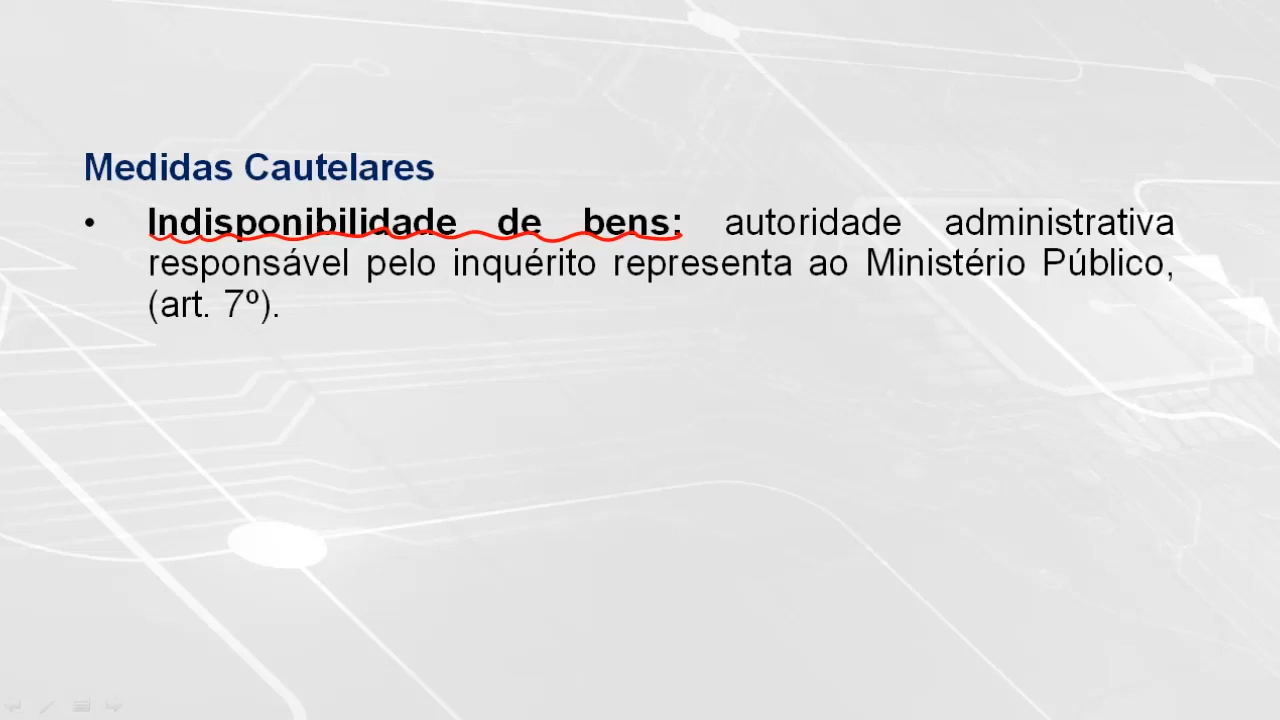 Medidas Cautelares
• Indisponibilidade de bens: autoridade administrativa
responsável pelo inquérito representa ao Ministério Público,
(art. 7º).